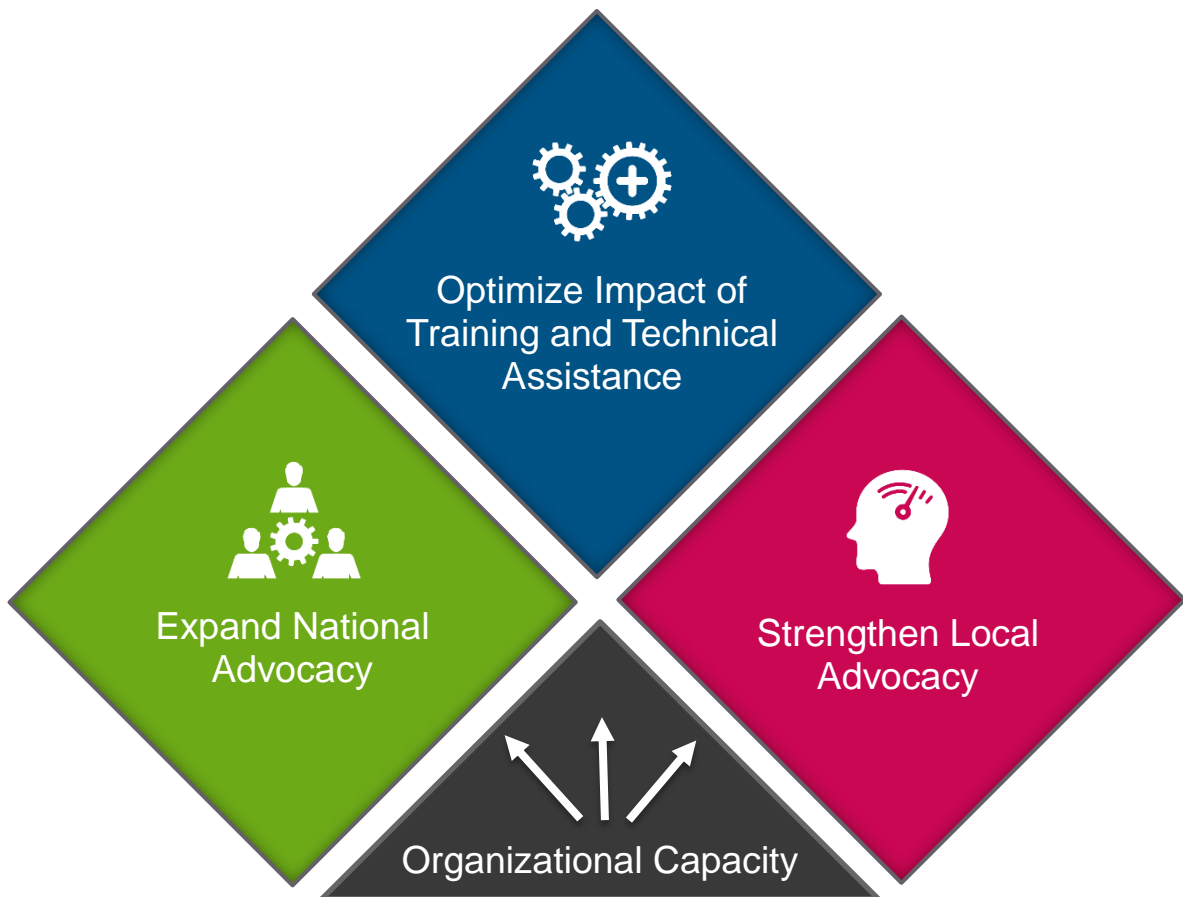 Optimize Impact of
Training and Technical
Assistance
Expand National
Advocacy
Strengthen Local
Advocacy
Organizational Capacity